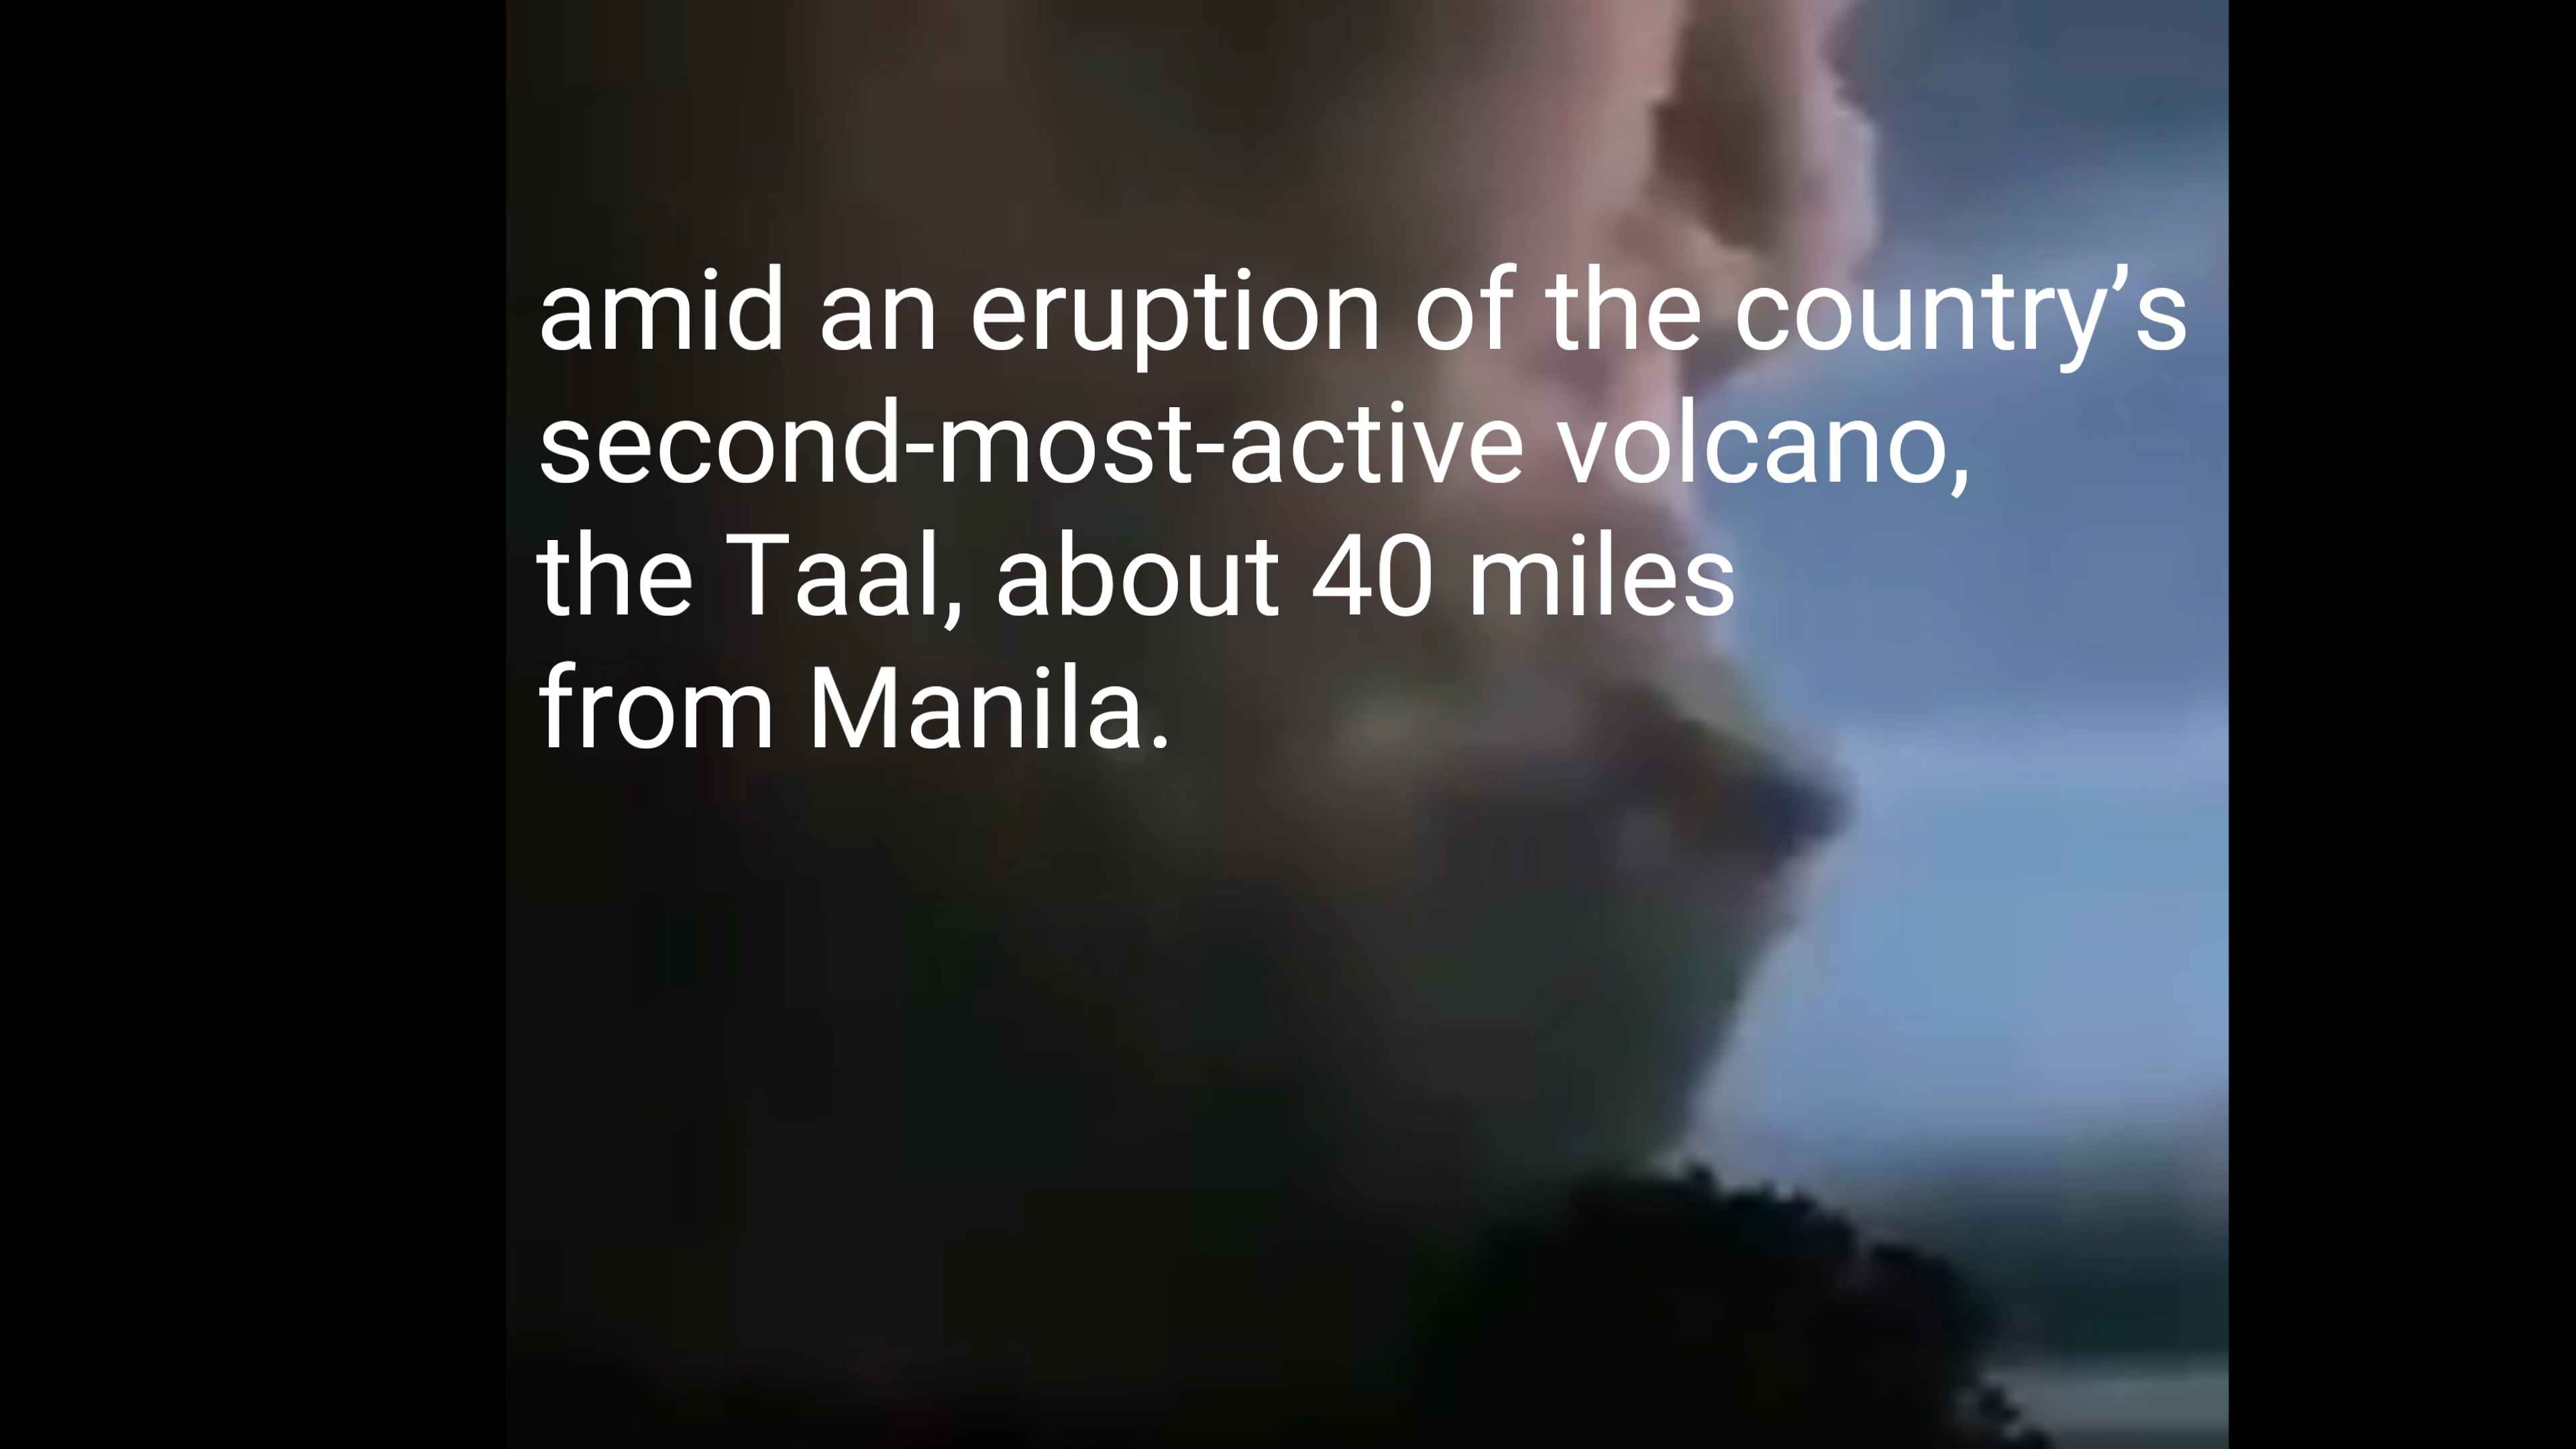 amid an eruption of the country’s
second-most-active volcano,
the Taal, about 40 miles
from Manila.